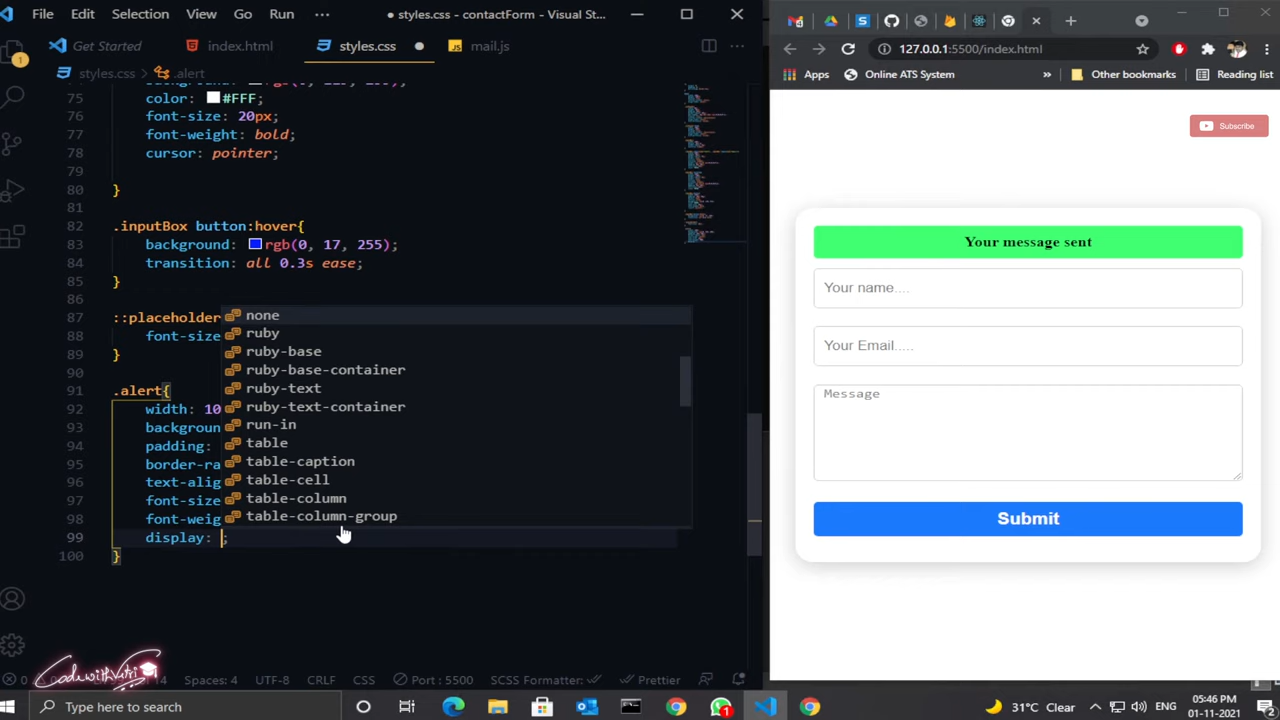 File Edit Selection View Go Run ··· ● styles.css - contactForm - Visual St...
Get Started index.html styles.css ● mail.js
styles.css > .alert
75 color: #FFF;
76 font-size: 20px;
77 font-weight: bold;
78 cursor: pointer;
79
80 }
81
82 .inputBox button:hover{
83 background: rgb(0, 17, 255);
84 transition: all 0.3s ease;
85 }
86
87 ::placeholder
88 font-size
89 }
90
91 .alert{
92 width: 10
93 backgroun
94 padding:
95 border-ra
96 text-alig
97 font-size
98 font-weig
99 display: ;
100 }
none
ruby
ruby-base
ruby-base-container
ruby-text
ruby-text-container
run-in
table
table-caption
table-cell
table-column
table-column-group
1
CodewithVetri
0 14 Spaces: 4 UTF-8 CRLF CSS Port : 5500 SCSS Formatter: Prettier
127.0.0.1:5500/index.html
Apps Online ATS System » Other bookmarks Reading list
Subscribe
Your message sent
Your name....
Your Email.....
Message
Submit
Type here to search
1
31°C Clear ENG
05:46 PM
01-11-2021
2